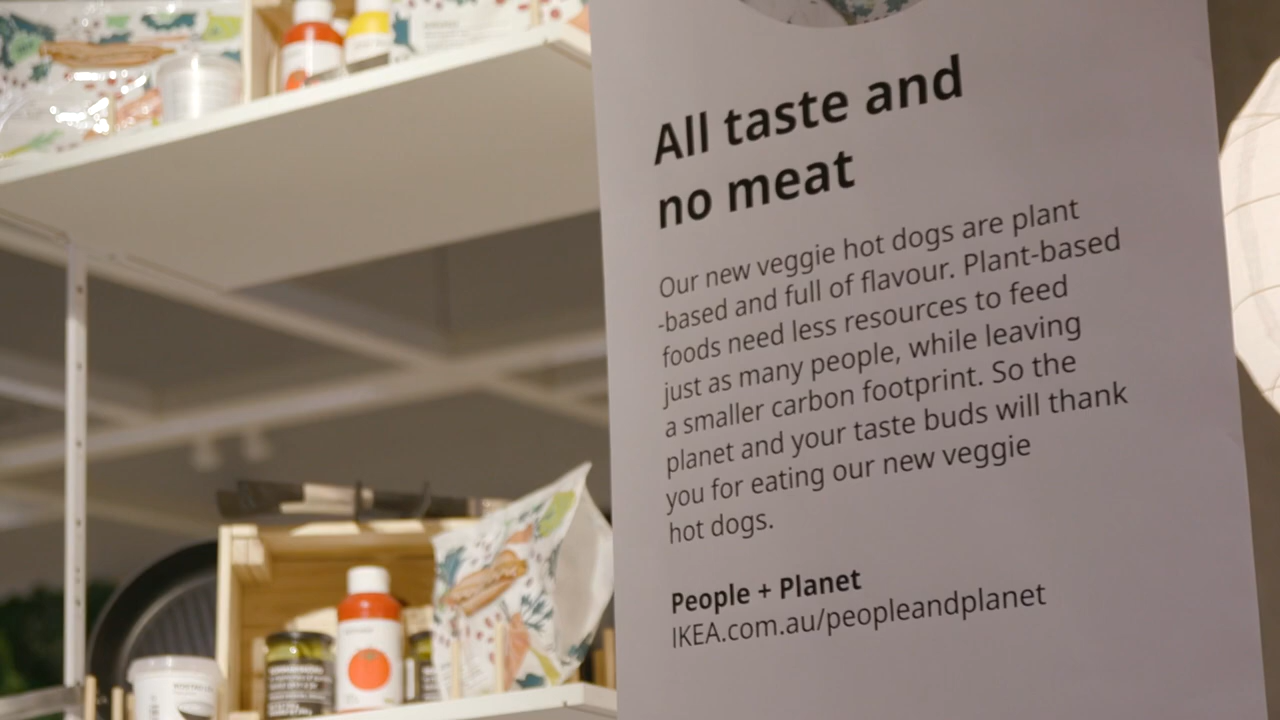 All taste and
no meat
Our new veggie hot dogs are plant
-based and full of flavour. Plant-based
foods need less resources to feed
just as many people, while leaving
a smaller carbon footprint. So the
planet and your taste buds will thank
you for eating our new veggie
hot dogs.
People + Planet
IKEA.com.au/peopleandplanet